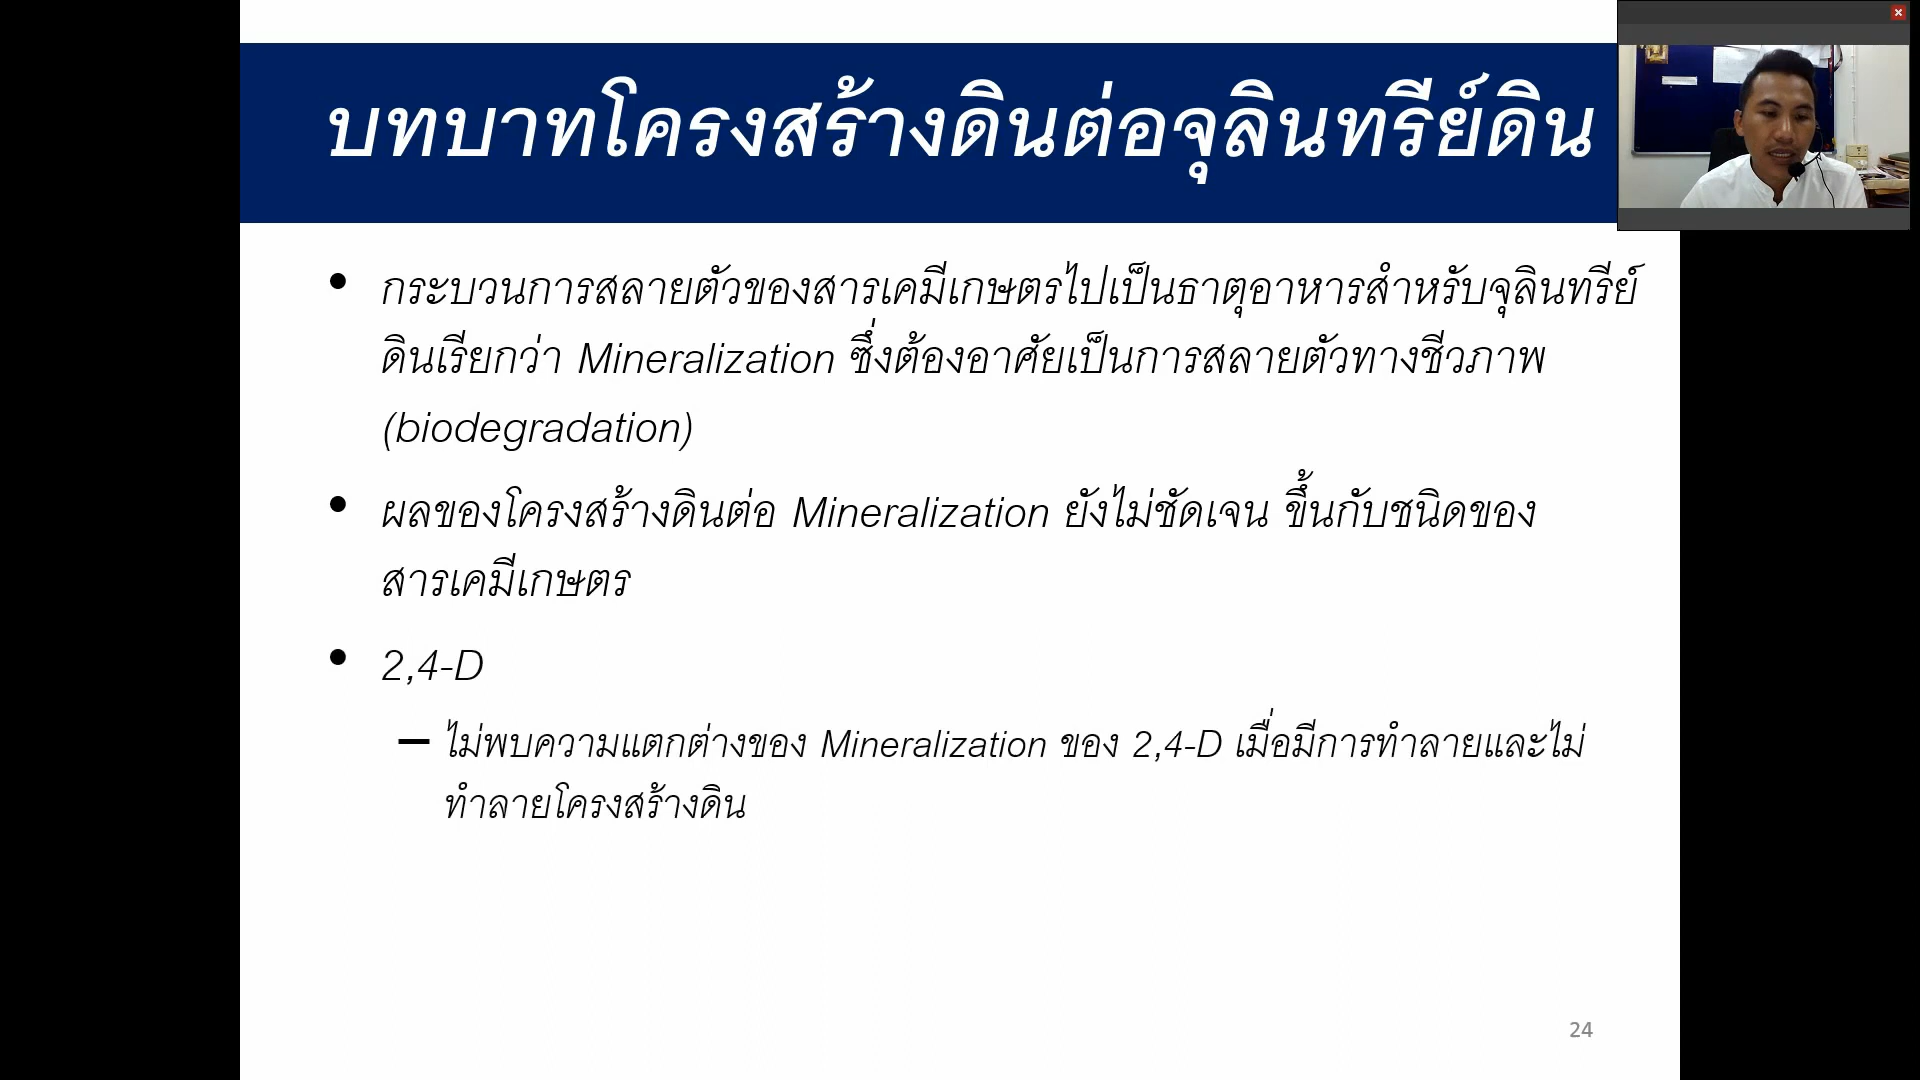 บทบาทโครงสร้างดินต่อจุลินทรีย์ดิน
• กระบวนการสลายตัวของสารเคมีเกษตรไปเป็นธาตุอาหารสำหรับจุลินทรีย์
ดินเรียกว่า Mineralization ซึ่งต้องอาศัยเป็นการสลายตัวทางชีวภาพ
(biodegradation)
• ผลของโครงสร้างดินต่อ Mineralization ยังไม่ชัดเจน ขึ้นกับชนิดของ
สารเคมีเกษตร
• 2,4-D
– ไม่พบความแตกต่างของ Mineralization ของ 2,4-D เมื่อมีการทำลายและไม่
ทำลายโครงสร้างดิน
24